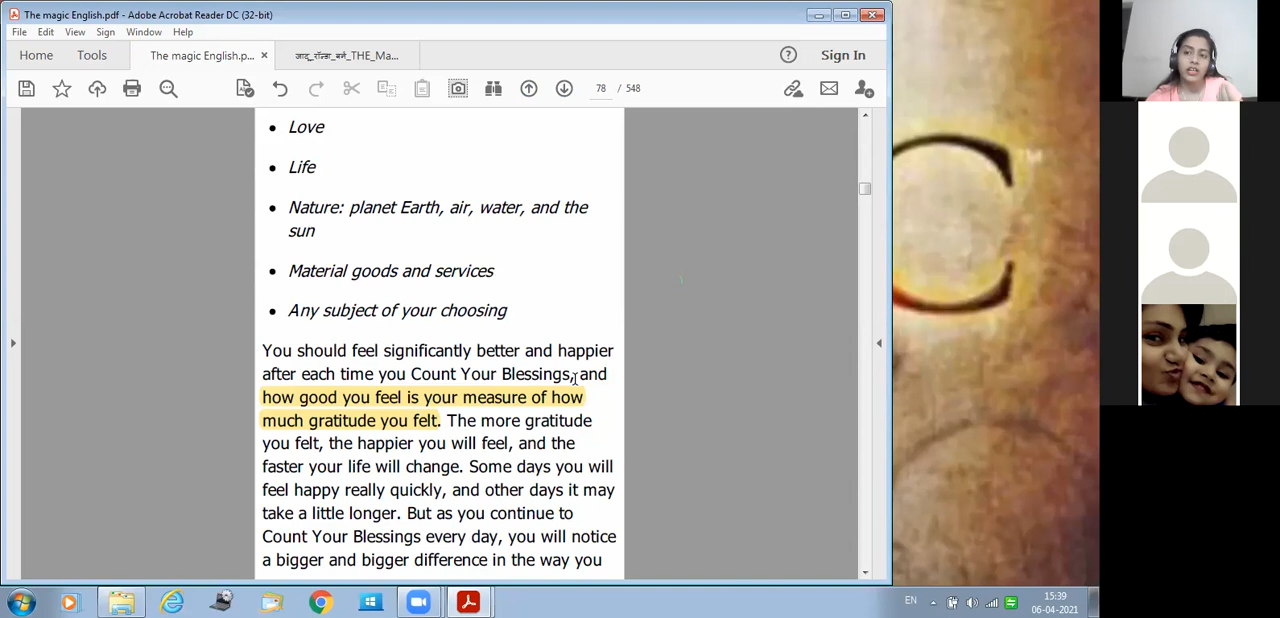 The magic English.pdf - Adobe Acrobat Reader DC (32-bit)
File Edit View Sign Window Help
Home Tools The magic English.p... × जादू_रॉन्डा_बर्न_THE_Ma... Sign In
78 / 548
• Love
• Life
• Nature: planet Earth, air, water, and the
sun
• Material goods and services
• Any subject of your choosing
You should feel significantly better and happier
after each time you Count Your Blessings, and
how good you feel is your measure of how
much gratitude you felt. The more gratitude
you felt, the happier you will feel, and the
faster your life will change. Some days you will
feel happy really quickly, and other days it may
take a little longer. But as you continue to
Count Your Blessings every day, you will notice
a bigger and bigger difference in the way you
EN
15:39
06-04-2021